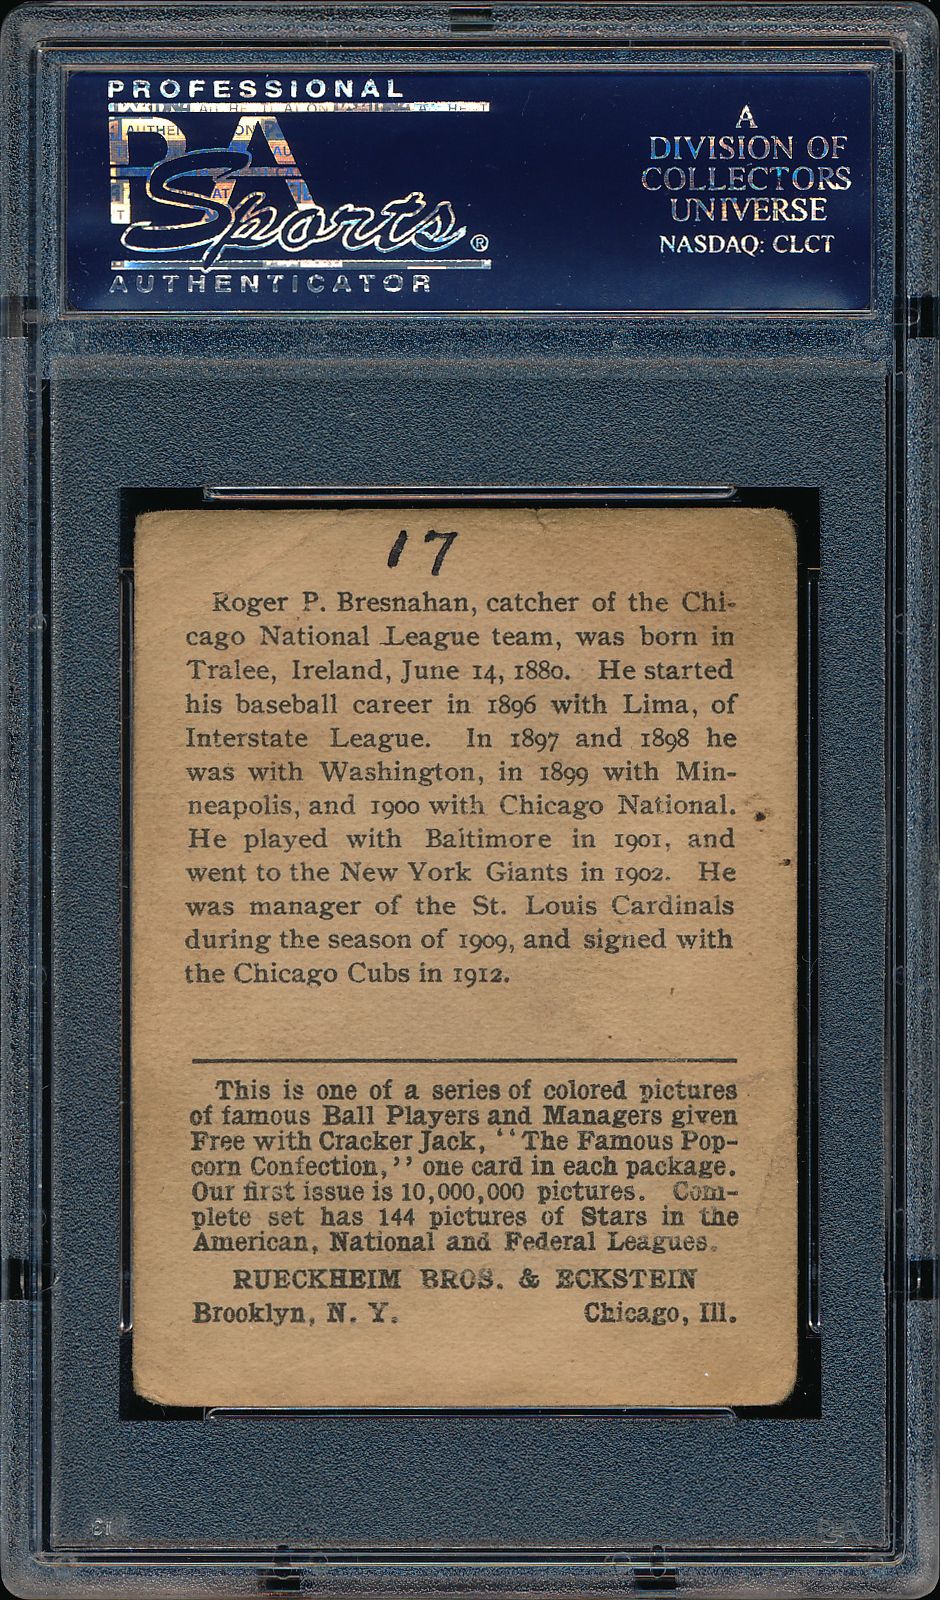 PROFESSIONAL
PSA
Sports®
AUTHENTICATOR
A
DIVISION OF
COLLECTORS
UNIVERSE
NASDAQ: CLCT
17
Roger P. Bresnahan, catcher of the Chi-
cago National League team, was born in
Tralee, Ireland, June 14, 1880. He started
his baseball career in 1896 with Lima, of
Interstate League. In 1897 and 1898 he
was with Washington, in 1899 with Min-
neapolis, and 1900 with Chicago National.
He played with Baltimore in 1901, and
went to the New York Giants in 1902. He
was manager of the St. Louis Cardinals
during the season of 1909, and signed with
the Chicago Cubs in 1912.
This is one of a series of colored pictures
of famous Ball Players and Managers given
Free with Cracker Jack, "The Famous Pop-
corn Confection," one card in each package.
Our first issue is 10,000,000 pictures. Com-
plete set has 144 pictures of Stars in the
American, National and Federal Leagues.
RUECKHEIM BROS. & ECKSTEIN
Brooklyn, N. Y. Chicago, Ill.